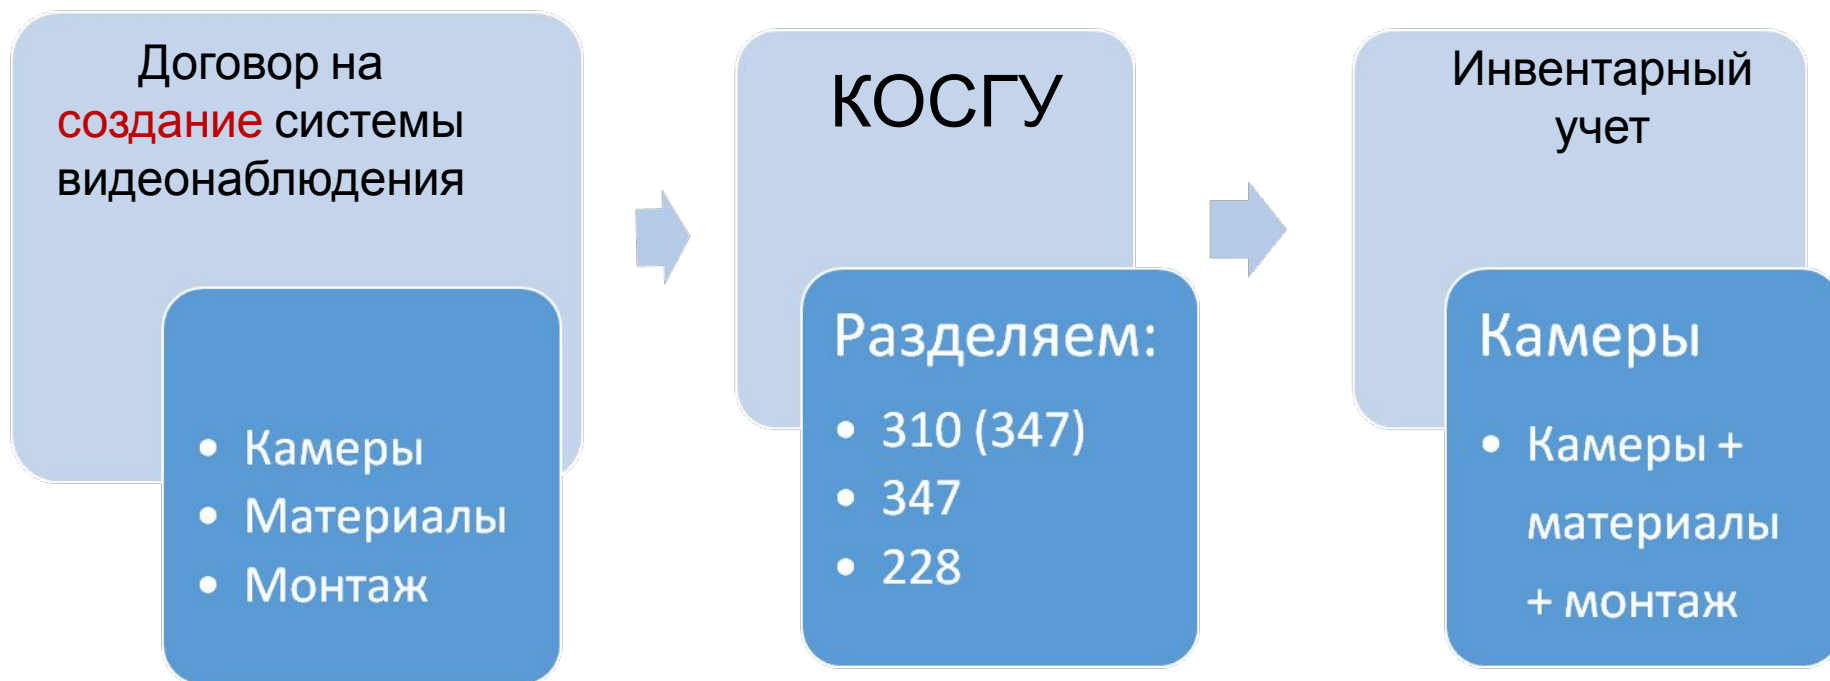 Договор на
создание системы
видеонаблюдения
• Камеры
• Материалы
• Монтаж
КОСГУ
Разделяем:
• 310 (347)
• 347
• 228
Инвентарный
учет
Камеры
• Камеры +
материалы
+ монтаж